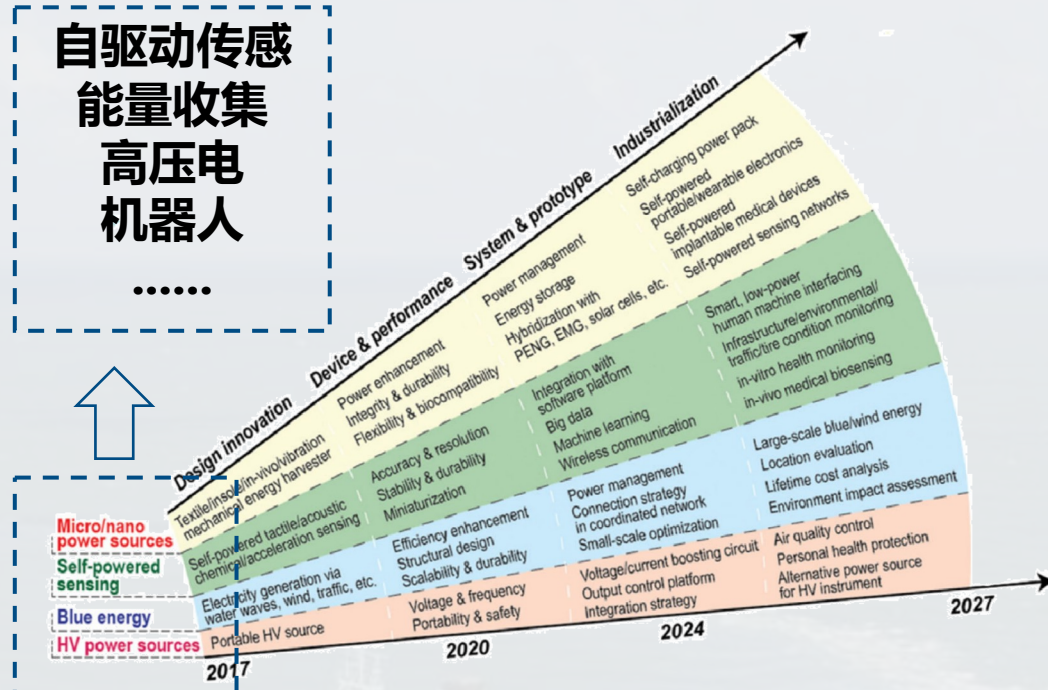 自驱动传感
能量收集
高压电
机器人
......
Design innovation
Device & performance
System & prototype
Industrialization
Micro/nano
power sources
Textile/insole/in-vivo/vibration
mechanical energy harvester
Power enhancement
Integrity & durability
Flexibility & biocompatibility
Power management
Energy storage
Hybridization with
PENG, EMG, solar cells, etc.
Self-charging power pack
Self-powered
portable/wearable electronics
Self-powered
implantable medical devices
Self-powered sensing networks
Self-powered
sensing
Self-powered tactile/acoustic
chemical/acceleration sensing
Accuracy & resolution
Stability & durability
Miniaturization
Integration with
software platform
Big data
Machine learning
Wireless communication
Smart, low-power
human machine interfacing
Infrastructure/environmental/
traffic/tire condition monitoring
in-vitro health monitoring
in-vivo medical biosensing
Blue energy
Electricity generation via
water waves, wind, traffic, etc.
Efficiency enhancement
Structural design
Scalability & durability
Power management
Connection strategy
in coordinated network
Small-scale optimization
Large-scale blue/wind energy
Location evaluation
Lifetime cost analysis
Environment impact assessment
HV power sources
Portable HV source
Voltage & frequency
Portability & safety
Voltage/current boosting circuit
Output control platform
Integration strategy
Air quality control
Personal health protection
Alternative power source
for HV instrument
2017
2020
2024
2027